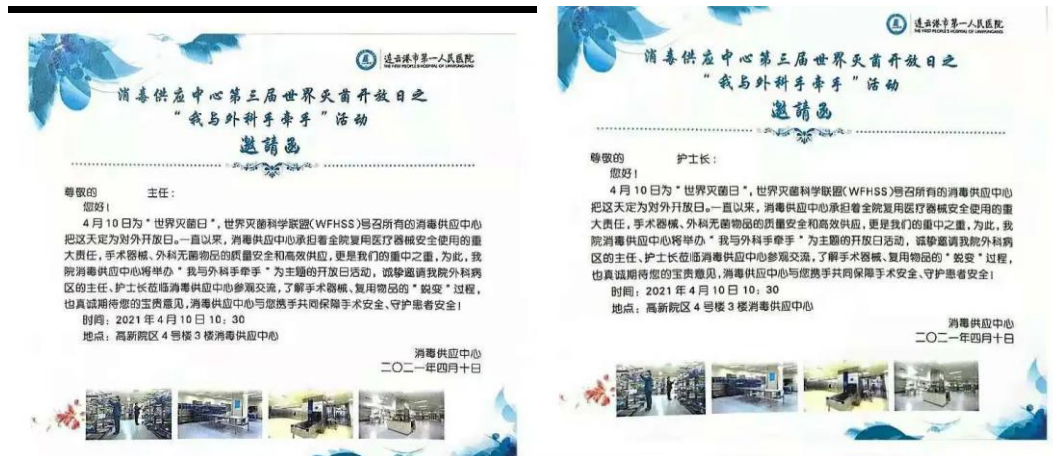 连云港市第一人民医院
THE FIRST PEOPLE'S HOSPITAL OF LIANYUNGANG
消毒供应中心第三届世界灭菌开放日之
“我与外科手牵手”活动
邀請函
尊敬的 主任：
您好！
4月10日为“世界灭菌日”，世界灭菌科学联盟(WFHSS)号召所有的消毒供应中心
把这天定为对外开放日。一直以来，消毒供应中心承担着全院复用医疗器械安全使用的重
大责任，手术器械、外科无菌物品的质量安全和高效供应，更是我们的重中之重，为此，我
院消毒供应中心将举办“我与外科手牵手”为主题的开放日活动，诚挚邀请我院外科病
区的主任、护士长莅临消毒供应中心参观交流，了解手术器械、复用物品的“蜕变”过程，
也真诚期待您的宝贵意见，消毒供应中心与您携手共同保障手术安全、守护患者安全！
时间：2021年4月10日10：30
地点：高新院区4号楼3楼消毒供应中心
消毒供应中心
二〇二一年四月十日
连云港市第一人民医院
THE FIRST PEOPLE'S HOSPITAL OF LIANYUNGANG
消毒供应中心第三届世界灭菌开放日之
“我与外科手牵手”活动
邀請函
尊敬的 护士长：
您好！
4月10日为“世界灭菌日”，世界灭菌科学联盟(WFHSS)号召所有的消毒供应中心
把这天定为对外开放日。一直以来，消毒供应中心承担着全院复用医疗器械安全使用的重
大责任，手术器械、外科无菌物品的质量安全和高效供应，更是我们的重中之重，为此，我
院消毒供应中心将举办“我与外科手牵手”为主题的开放日活动，诚挚邀请我院外科病
区的主任、护士长莅临消毒供应中心参观交流，了解手术器械、复用物品的“蜕变”过程，
也真诚期待您的宝贵意见，消毒供应中心与您携手共同保障手术安全、守护患者安全！
时间：2021年4月10日10：30
地点：高新院区4号楼3楼消毒供应中心
消毒供应中心
二〇二一年四月十日